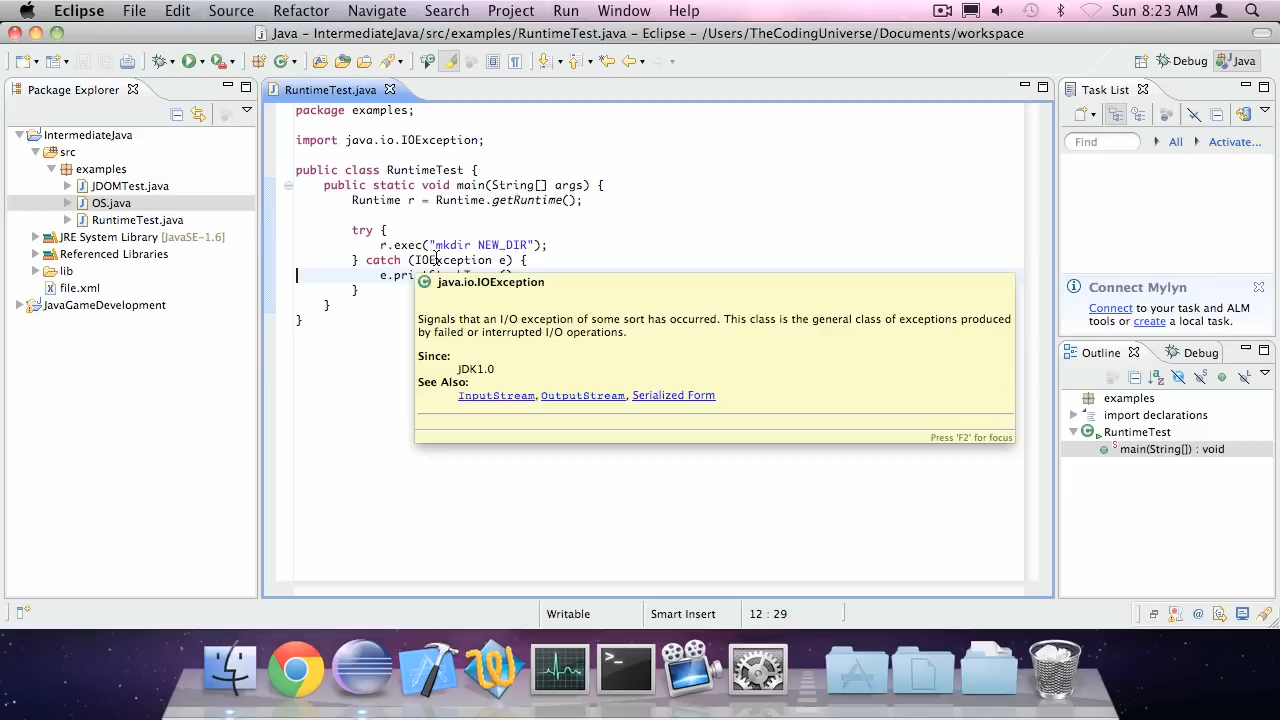 Eclipse File Edit Source Refactor Navigate Search Project Run Window Help Sun 8:23 AM
Java – IntermediateJava/src/examples/RuntimeTest.java – Eclipse – /Users/TheCodingUniverse/Documents/workspace
Debug Java
Package Explorer
IntermediateJava
src
examples
JDOMTest.java
OS.java
RuntimeTest.java
JRE System Library [JavaSE-1.6]
Referenced Libraries
lib
file.xml
JavaGameDevelopment
RuntimeTest.java
package examples;
import java.io.IOException;
public class RuntimeTest {
public static void main(String[] args) {
Runtime r = Runtime.getRuntime();
try {
r.exec("mkdir NEW_DIR");
} catch (IOException e) {
e.pri
}
}
}
java.io.IOException
Signals that an I/O exception of some sort has occurred. This class is the general class of exceptions produced
by failed or interrupted I/O operations.
Since:
JDK1.0
See Also:
InputStream, OutputStream, Serialized Form
Press 'F2' for focus
Task List
Find All Activate...
Connect Mylyn
Connect to your task and ALM
tools or create a local task.
Outline Debug
examples
import declarations
RuntimeTest
main(String[]) : void
Writable Smart Insert 12 : 29